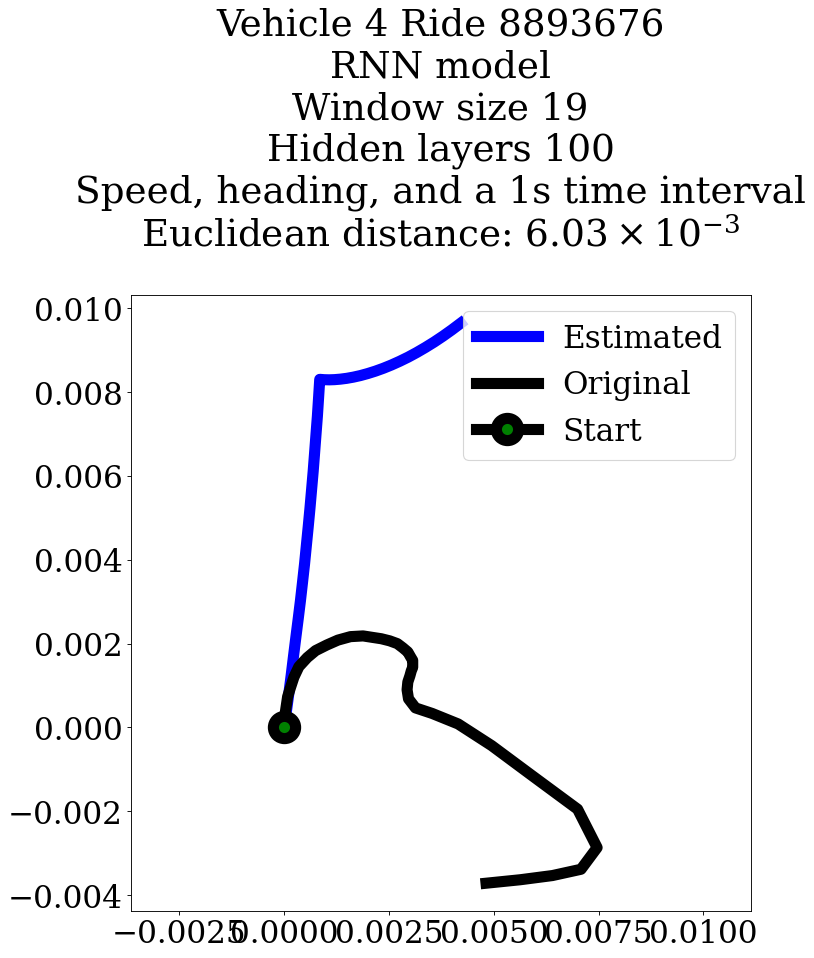 Vehicle 4 Ride 8893676
RNN model
Window size 19
Hidden layers 100
Speed, heading, and a 1s time interval
Euclidean distance: 6.03 × 10⁻³
Estimated
Original
Start
0.010
0.008
0.006
0.004
0.002
0.000
−0.002
−0.004
−0.0025 0.0000 0.0025 0.0050 0.0075 0.0100